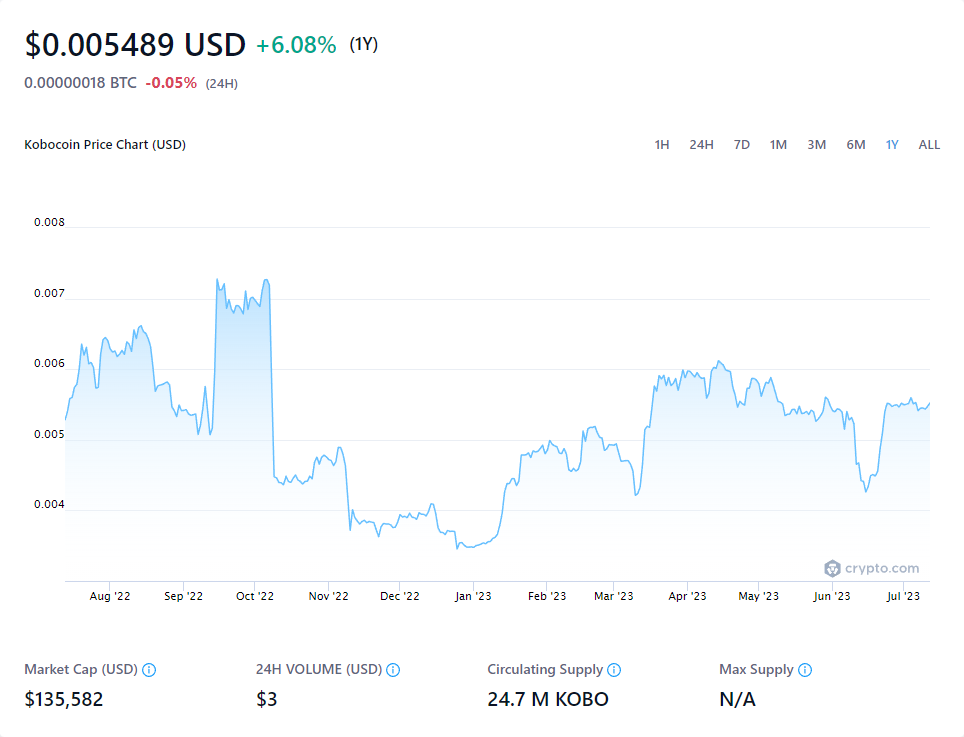 $0.005489 USD +6.08% (1Y)
0.00000018 BTC -0.05% (24H)
Kobocoin Price Chart (USD) 1H 24H 7D 1M 3M 6M 1Y ALL
0.008
0.007
0.006
0.005
0.004
crypto.com
Aug '22 Sep '22 Oct '22 Nov '22 Dec '22 Jan '23 Feb '23 Mar '23 Apr '23 May '23 Jun '23 Jul '23
Market Cap (USD) 24H VOLUME (USD) Circulating Supply Max Supply
$135,582 $3 24.7 M KOBO N/A